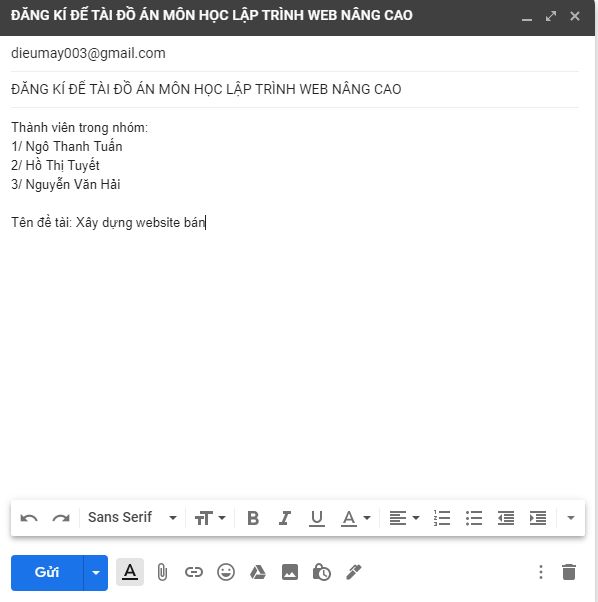 ĐĂNG KÍ ĐỀ TÀI ĐỒ ÁN MÔN HỌC LẬP TRÌNH WEB NÂNG CAO
dieumay003@gmail.com
ĐĂNG KÍ ĐỀ TÀI ĐỒ ÁN MÔN HỌC LẬP TRÌNH WEB NÂNG CAO
Thành viên trong nhóm:
1/ Ngô Thanh Tuấn
2/ Hồ Thị Tuyết
3/ Nguyễn Văn Hải
Tên đề tài: Xây dựng website bán
Sans Serif
Gửi